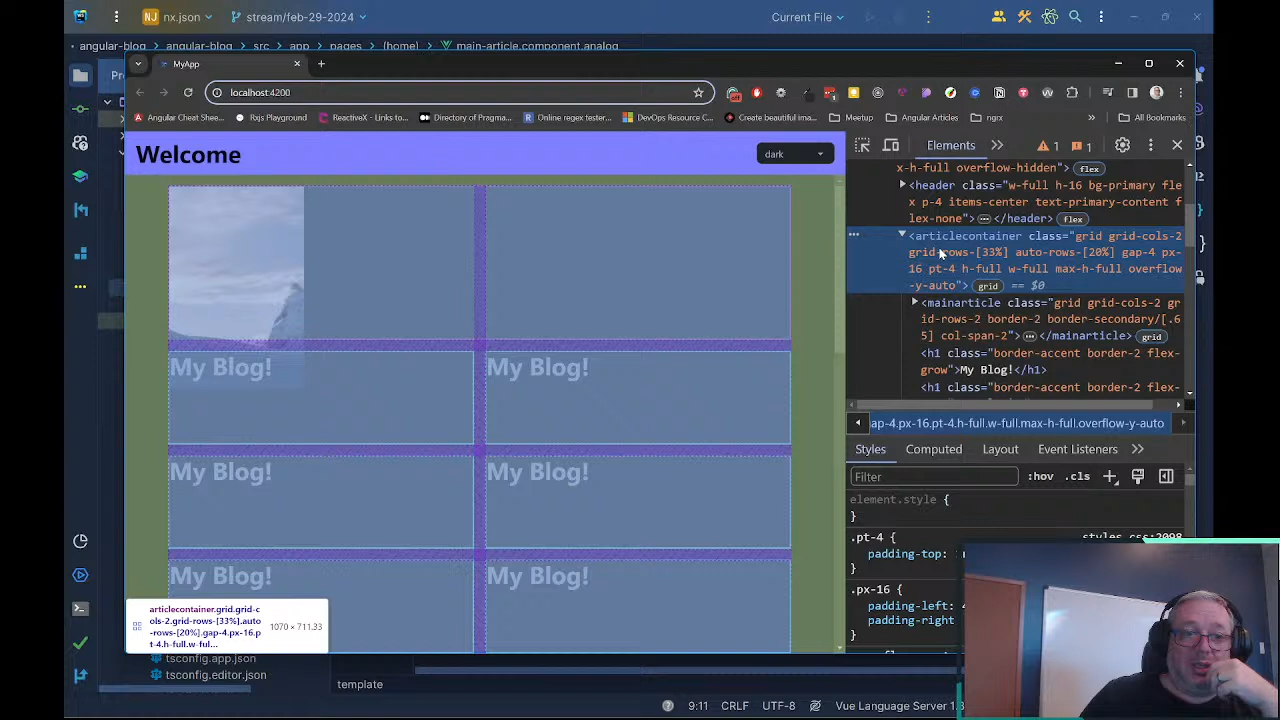 nx.json
stream/feb-29-2024
Current File
angular-blog
angular-blog
src
app
pages
(home)
main-article.component.analog
MyApp
localhost:4200
Angular Cheet Shee...
Rxjs Playground
ReactiveX - Links to...
Directory of Pragma...
Online regex tester...
DevOps Resource C...
Create beautiful ima...
Meetup
Angular Articles
ngrx
All Bookmarks
Welcome
dark
Elements
1
1
x-h-full overflow-hidden">
flex
<header class="w-full h-16 bg-primary fle
x p-4 items-center text-primary-content f
lex-none"> </header>
flex
<articlecontainer class="grid grid-cols-2
grid-rows-[33%] auto-rows-[20%] gap-4 px-
16 pt-4 h-full w-full max-h-full overflow
-y-auto"> grid == $0
<mainarticle class="grid grid-cols-2 gr
id-rows-2 border-2 border-secondary/[.6
5] col-span-2"> </mainarticle> grid
<h1 class="border-accent border-2 flex-
grow">My Blog!</h1>
<h1 class="border-accent border-2 flex-
My Blog!
My Blog!
My Blog!
My Blog!
My Blog!
My Blog!
ap-4.px-16.pt-4.h-full.w-full.max-h-full.overflow-y-auto
Styles
Computed
Layout
Event Listeners
Filter
:hov
.cls
element.style {
}
.pt-4 {
styles.css:2098
padding-top:
}
.px-16 {
padding-left:
padding-right
articlecontainer.grid.grid-c
ols-2.grid-rows-[33%].auto
-rows-[20%].gap-4.px-16.p
t-4.h-full.w-ful...
1070 × 711.33
tsconfig.app.json
tsconfig.editor.json
template
9:11
CRLF
UTF-8
Vue Language Server 1.8